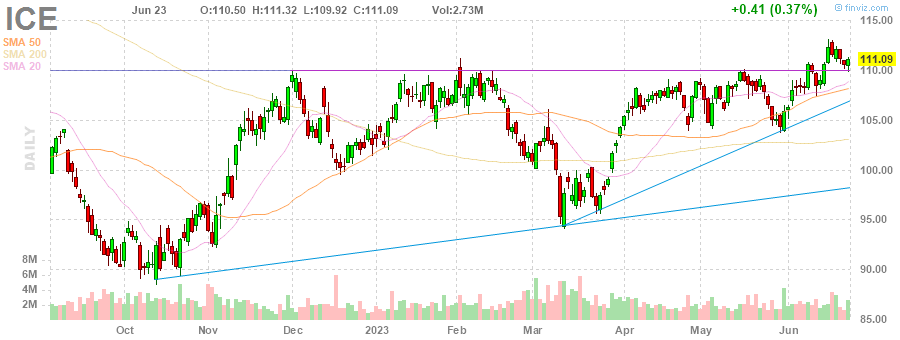 ICE
Jun 23 O:110.50 H:111.32 L:109.92 C:111.09 Vol:2.73M +0.41 (0.37%)
© finviz.com
SMA 50
SMA 200
SMA 20
DAILY
115.00
111.09
110.00
105.00
100.00
95.00
90.00
85.00
8M
6M
4M
2M
Oct Nov Dec 2023 Feb Mar Apr May Jun